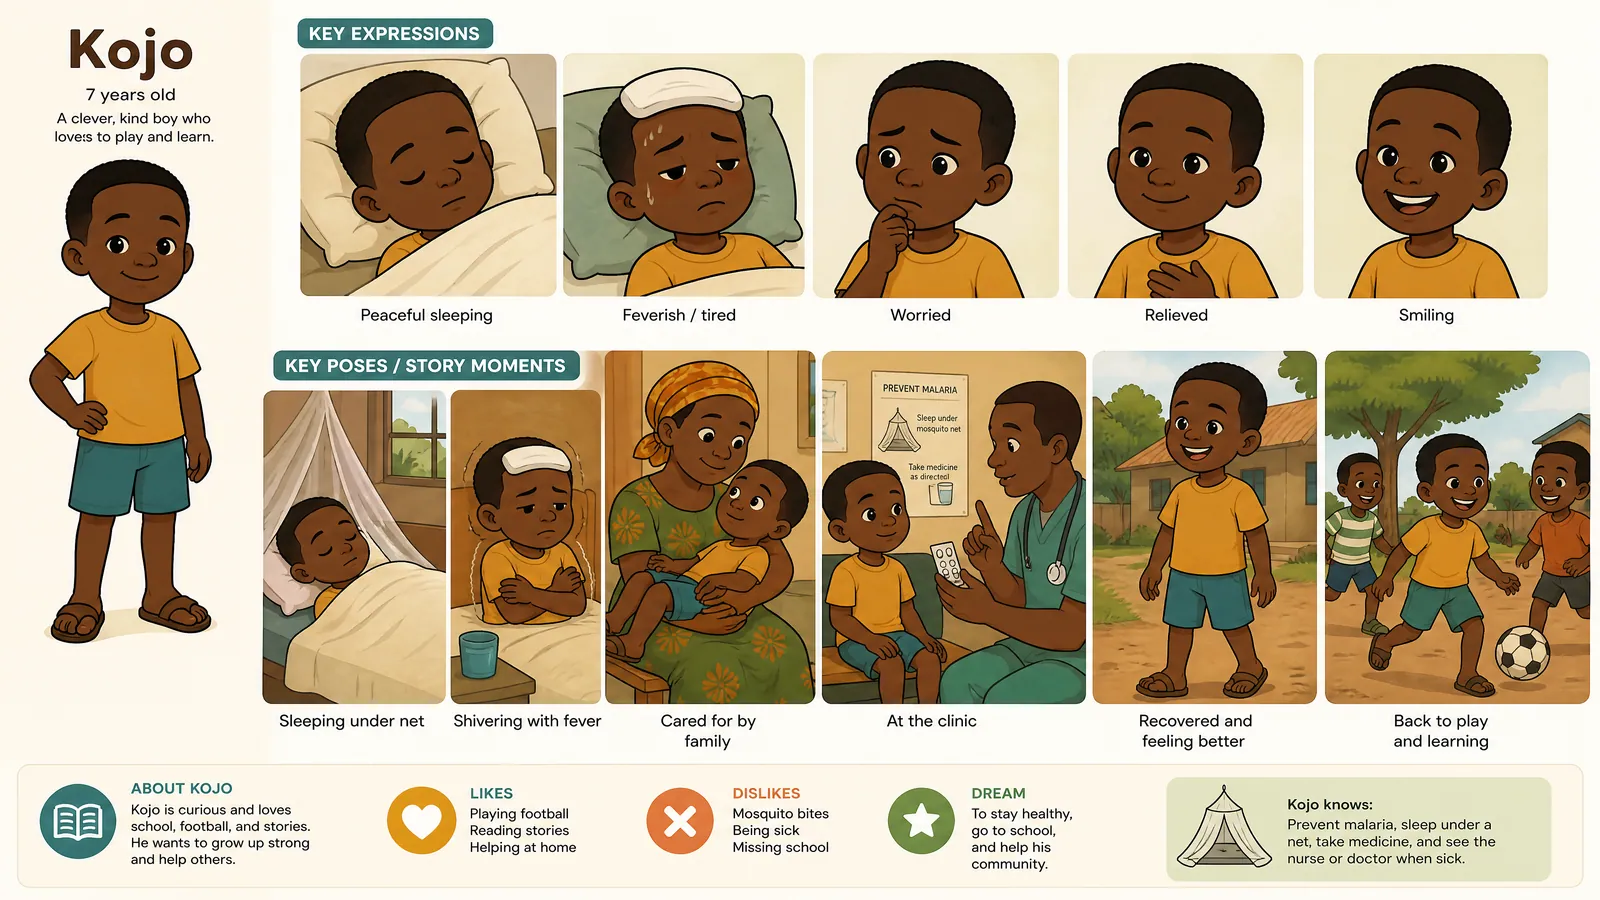 Kojo
7 years old
A clever, kind boy who
loves to play and learn.
KEY EXPRESSIONS
Peaceful sleeping
Feverish / tired
Worried
Relieved
Smiling
KEY POSES / STORY MOMENTS
PREVENT MALARIA
Sleep under
mosquito net
Take medicine
as directed
Sleeping under net
Shivering with fever
Cared for by
family
At the clinic
Recovered and
feeling better
Back to play
and learning
ABOUT KOJO
Kojo is curious and loves
school, football, and stories.
He wants to grow up strong
and help others.
LIKES
Playing football
Reading stories
Helping at home
DISLIKES
Mosquito bites
Being sick
Missing school
DREAM
To stay healthy,
go to school,
and help his
community.
Kojo knows:
Prevent malaria, sleep under a
net, take medicine, and see the
nurse or doctor when sick.